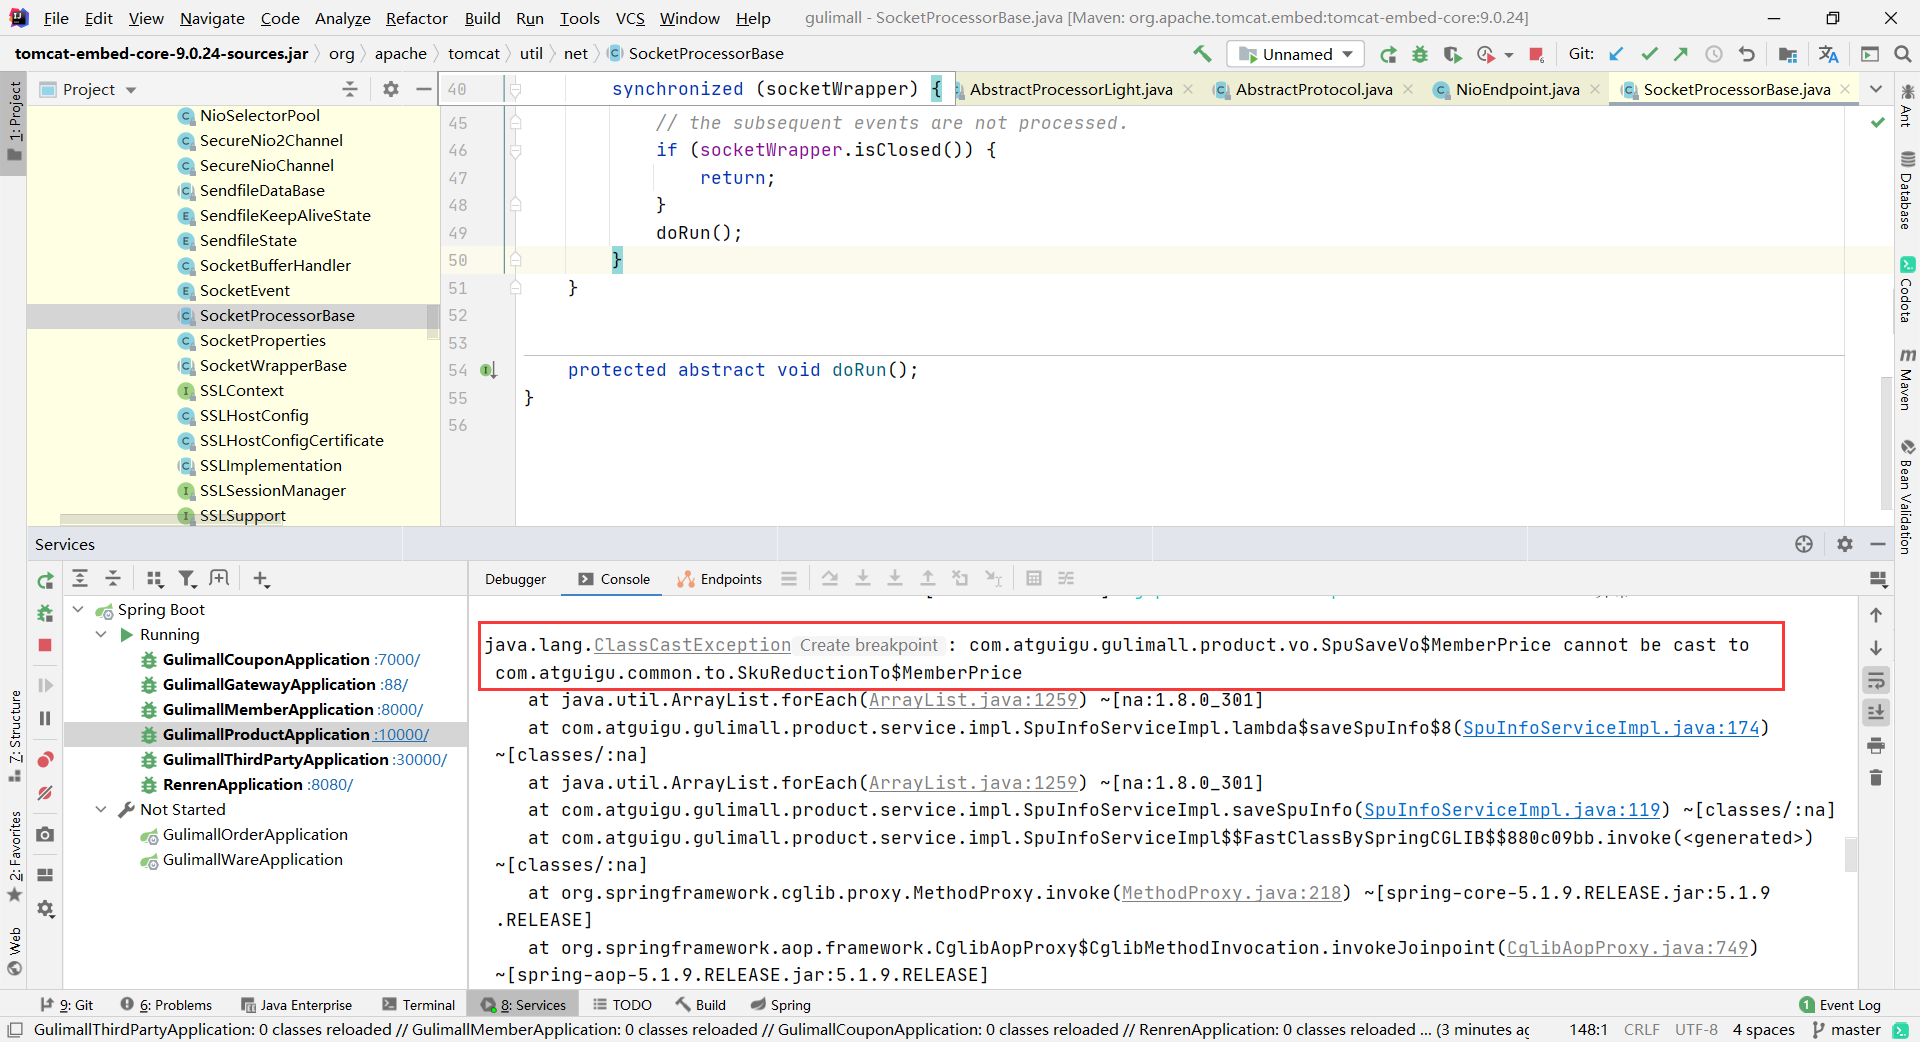 File Edit View Navigate Code Analyze Refactor Build Run Tools VCS Window Help gulimall - SocketProcessorBase.java [Maven: org.apache.tomcat.embed:tomcat-embed-core:9.0.24]
tomcat-embed-core-9.0.24-sources.jar org apache tomcat util net SocketProcessorBase Unnamed Git:
1: Project
Project
NioSelectorPool
SecureNio2Channel
SecureNioChannel
SendfileDataBase
SendfileKeepAliveState
SendfileState
SocketBufferHandler
SocketEvent
SocketProcessorBase
SocketProperties
SocketWrapperBase
SSLContext
SSLHostConfig
SSLHostConfigCertificate
SSLImplementation
SSLSessionManager
SSLSupport
AbstractProcessorLight.java AbstractProtocol.java NioEndpoint.java SocketProcessorBase.java
40 synchronized (socketWrapper) {
45 // the subsequent events are not processed.
46 if (socketWrapper.isClosed()) {
47 return;
48 }
49 doRun();
50 }
51 }
52
53
54 protected abstract void doRun();
55 }
56
Ant
Database
Codota
Maven
Bean Validation
Services
7: Structure
2: Favorites
Web
Spring Boot
Running
GulimallCouponApplication :7000/
GulimallGatewayApplication :88/
GulimallMemberApplication :8000/
GulimallProductApplication :10000/
GulimallThirdPartyApplication :30000/
RenrenApplication :8080/
Not Started
GulimallOrderApplication
GulimallWareApplication
Debugger Console Endpoints
java.lang.ClassCastException Create breakpoint : com.atguigu.gulimall.product.vo.SpuSaveVo$MemberPrice cannot be cast to
com.atguigu.common.to.SkuReductionTo$MemberPrice
at java.util.ArrayList.forEach(ArrayList.java:1259) ~[na:1.8.0_301]
at com.atguigu.gulimall.product.service.impl.SpuInfoServiceImpl.lambda$saveSpuInfo$8(SpuInfoServiceImpl.java:174)
~[classes/:na]
at java.util.ArrayList.forEach(ArrayList.java:1259) ~[na:1.8.0_301]
at com.atguigu.gulimall.product.service.impl.SpuInfoServiceImpl.saveSpuInfo(SpuInfoServiceImpl.java:119) ~[classes/:na]
at com.atguigu.gulimall.product.service.impl.SpuInfoServiceImpl$$FastClassBySpringCGLIB$$880c09bb.invoke(<generated>)
~[classes/:na]
at org.springframework.cglib.proxy.MethodProxy.invoke(MethodProxy.java:218) ~[spring-core-5.1.9.RELEASE.jar:5.1.9
.RELEASE]
at org.springframework.aop.framework.CglibAopProxy$CglibMethodInvocation.invokeJoinpoint(CglibAopProxy.java:749)
~[spring-aop-5.1.9.RELEASE.jar:5.1.9.RELEASE]
9: Git 6: Problems Java Enterprise Terminal 8: Services TODO Build Spring 1 Event Log
GulimallThirdPartyApplication: 0 classes reloaded // GulimallMemberApplication: 0 classes reloaded // GulimallCouponApplication: 0 classes reloaded // RenrenApplication: 0 classes reloaded ... (3 minutes ag 148:1 CRLF UTF-8 4 spaces master